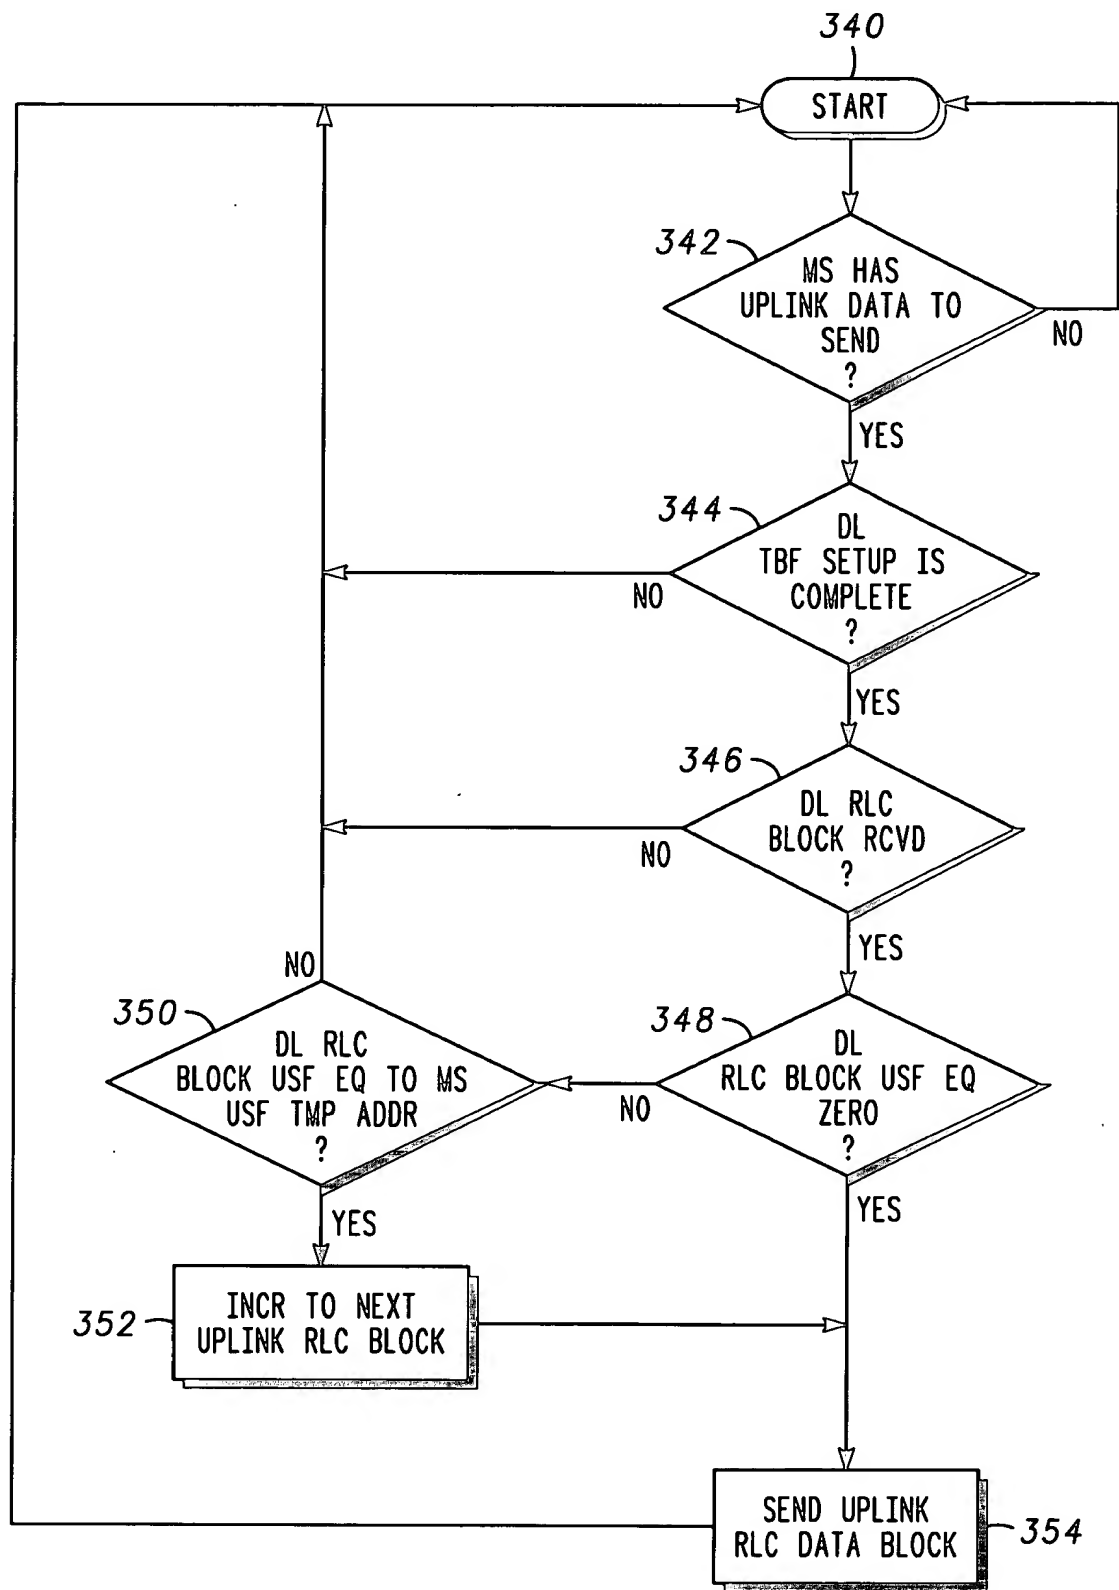 340
START
342
MS HAS
UPLINK DATA TO
SEND
?
NO
YES
344
DL
TBF SETUP IS
COMPLETE
?
NO
YES
346
DL RLC
BLOCK RCVD
?
NO
YES
NO
350
DL RLC
BLOCK USF EQ TO MS
USF TMP ADDR
?
348
DL
RLC BLOCK USF EQ
ZERO
?
NO
YES
YES
352
INCR TO NEXT
UPLINK RLC BLOCK
SEND UPLINK
RLC DATA BLOCK
354